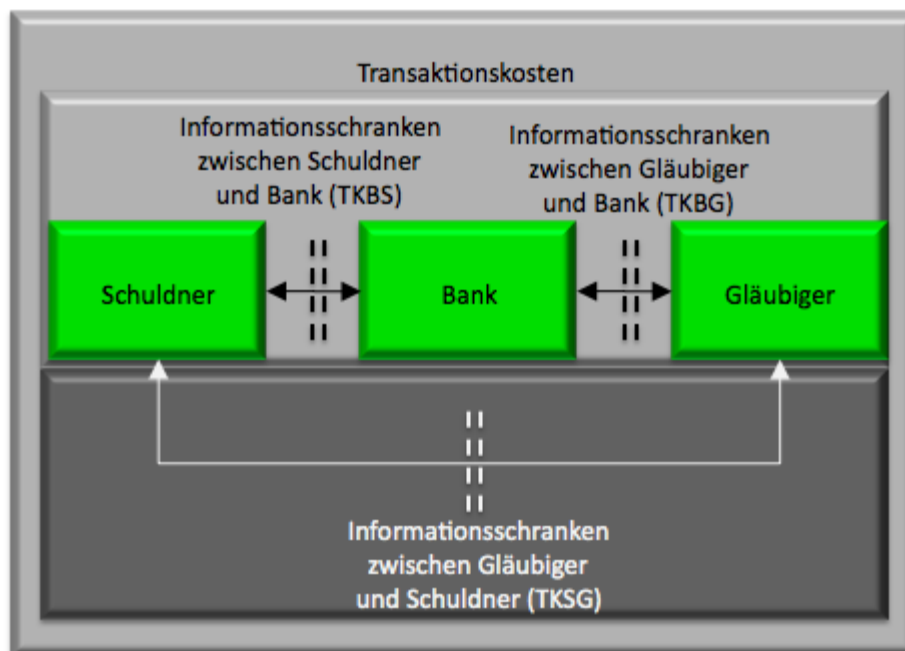 Transaktionskosten
Informationsschranken
zwischen Schuldner
und Bank (TKBS)
Informationsschranken
zwischen Gläubiger
und Bank (TKBG)
Schuldner
Bank
Gläubiger
Informationsschranken
zwischen Gläubiger
und Schuldner (TKSG)